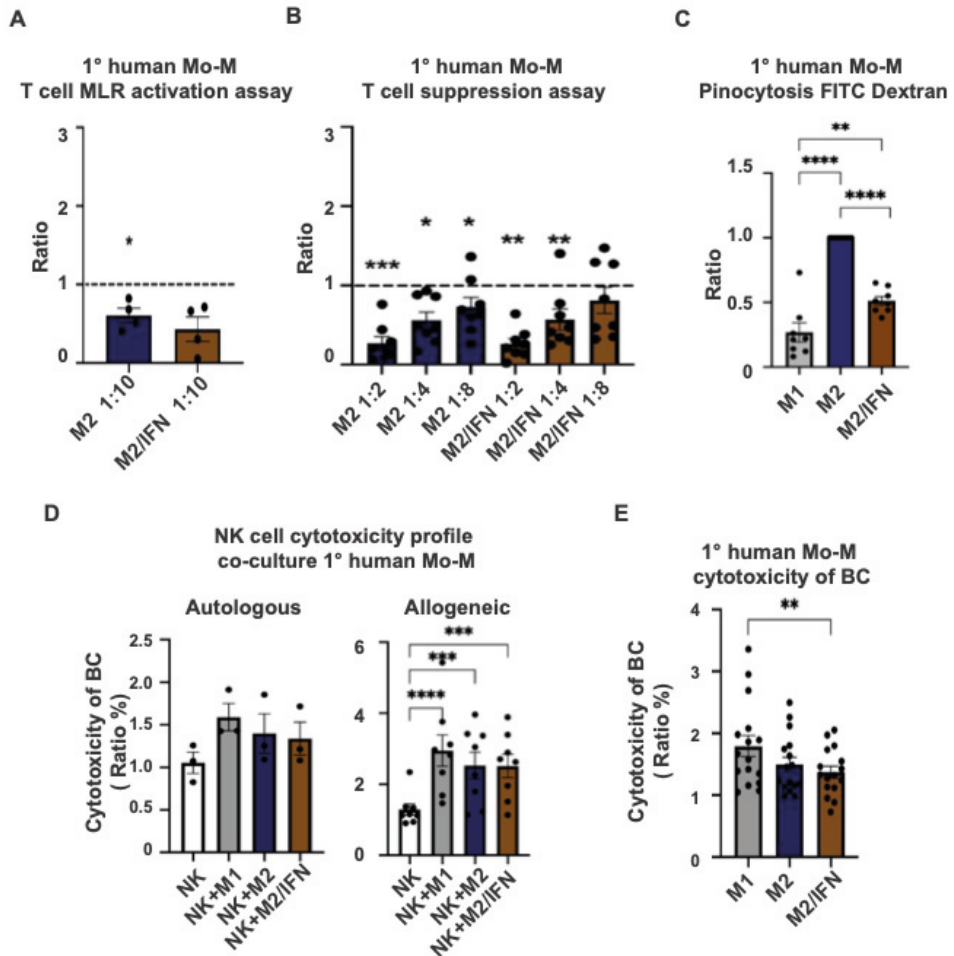 A
1° human Mo-M
T cell MLR activation assay
Ratio
3
2
1
0
*
M2 1:10
M2/IFN 1:10
B
1° human Mo-M
T cell suppression assay
Ratio
3
2
1
0
***
*
*
**
**
M2 1:2
M2 1:4
M2 1:8
M2/IFN 1:2
M2/IFN 1:4
M2/IFN 1:8
C
1° human Mo-M
Pinocytosis FITC Dextran
Ratio
1.5
1.0
0.5
0
**
****
****
M1
M2
M2/IFN
D
NK cell cytotoxicity profile
co-culture 1° human Mo-M
Autologous
Cytotoxicity of BC
( Ratio %)
2.5
2.0
1.5
1.0
0.5
0
NK
NK+M1
NK+M2
NK+M2/IFN
Allogeneic
6
4
2
0
***
***
****
NK
NK+M1
NK+M2
NK+M2/IFN
E
1° human Mo-M
cytotoxicity of BC
Cytotoxicity of BC
( Ratio %)
4
3
2
1
0
**
M1
M2
M2/IFN